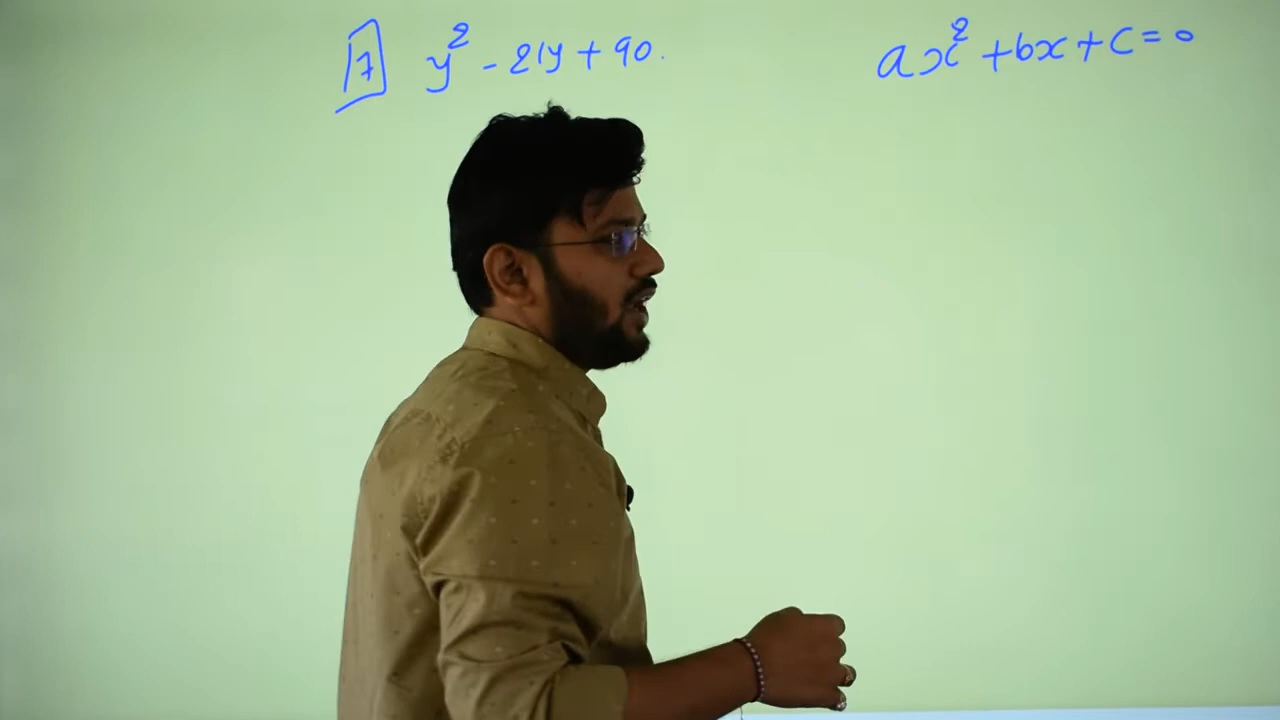 7 y² - 21y + 90.
ax² + bx + c = 0